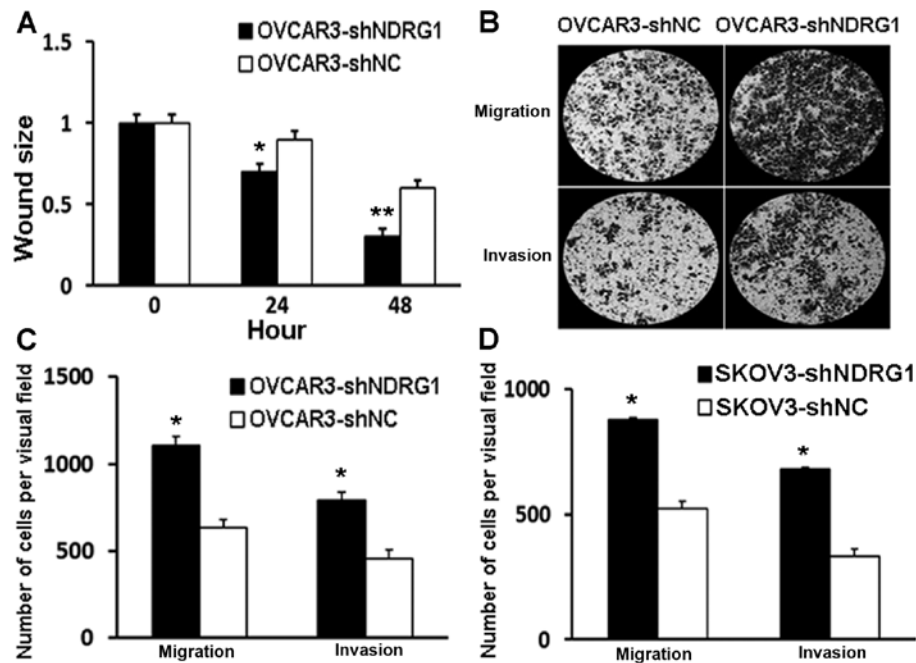 A
OVCAR3-shNDRG1
OVCAR3-shNC
1.5
1
0.5
0
Wound size
*
**
0 24 48
Hour
B
OVCAR3-shNC OVCAR3-shNDRG1
Migration
Invasion
C
OVCAR3-shNDRG1
OVCAR3-shNC
1500
1000
500
0
Number of cells per visual field
*
*
Migration Invasion
D
SKOV3-shNDRG1
SKOV3-shNC
1000
500
0
Number of cells per visual field
*
*
Migration Invasion